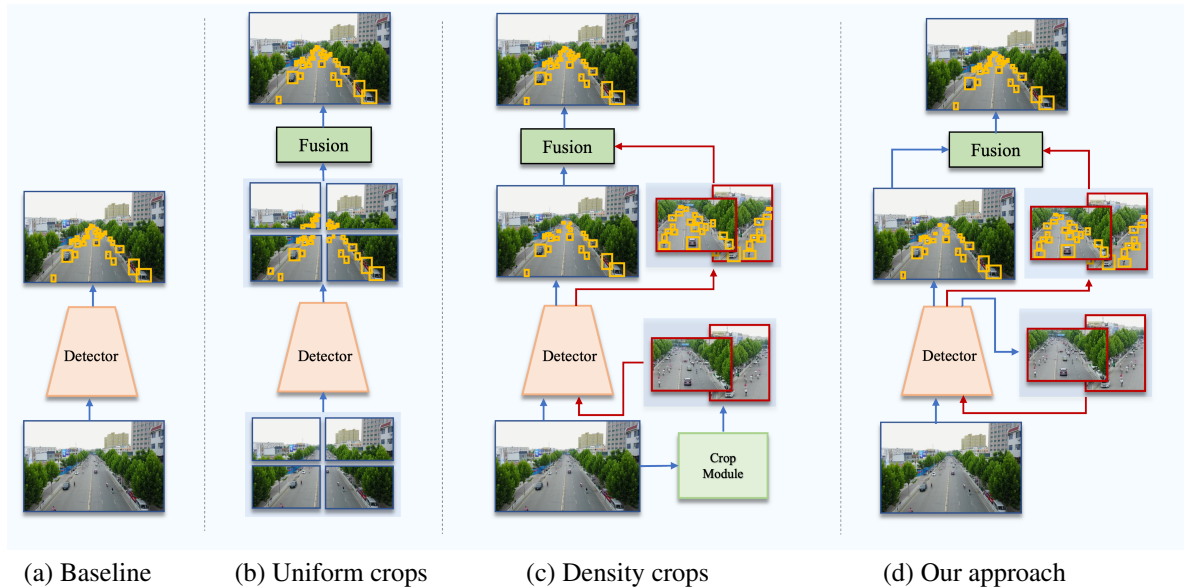 Fusion
Fusion
Fusion
Detector
Detector
Detector
Detector
Crop
Module
(a) Baseline
(b) Uniform crops
(c) Density crops
(d) Our approach